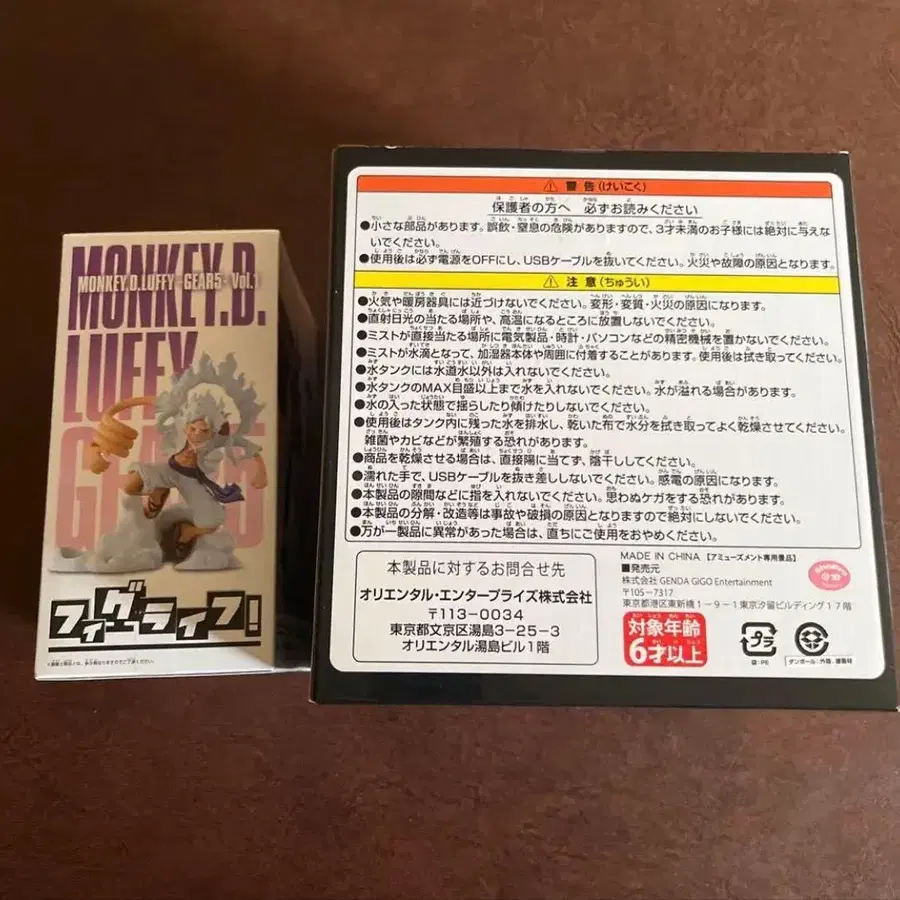 MONKEY.D.
MONKEY.D.LUFFY -GEAR5- Vol.1
LUFFY
GEAR5
フィギュアライフ!
警告(けいこく)
保護者の方へ 必ずお読みください
●小さな部品があります。誤飲・窒息の危険がありますので、3才未満のお子様には絶対に与えな
いでください。
●使用後は必ず電源をOFFにし、USBケーブルを抜いてください。火災や故障の原因となります。
注意(ちゅうい)
●火気や暖房器具には近づけないでください。変形・変質・火災の原因になります。
●直射日光の当たる場所や、高温になるところに放置しないでください。
●ミストが直接当たる場所に電気製品・時計・パソコンなどの精密機械を置かないでください。
●ミストが水滴となって、加湿器本体や周囲に付着することがあります。使用後は拭き取ってください。
●水タンクには水道水以外は入れないでください。
●水タンクのMAX目盛以上まで水を入れないでください。水が溢れる場合があります。
●水の入った状態で揺らしたり傾けたりしないでください。
●使用後はタンク内に残った水を排水し、乾いた布で水分を拭き取ってよく乾燥させてください。
雑菌やカビなどが繁殖する恐れがあります。
●商品を乾燥させる場合は、直接陽に当てず、陰干ししてください。
●濡れた手で、USBケーブルを抜き差ししないでください。感電の原因になります。
●本製品の隙間などに指を入れないでください。思わぬケガをする恐れがあります。
●本製品の分解・改造等は事故や破損の原因となりますので絶対にしないでください。
●万が一製品に異常があった場合は、直ちにご使用をおやめください。
本製品に対するお問合せ先
オリエンタル・エンタープライズ株式会社
〒113-0034
東京都文京区湯島3-25-3
オリエンタル湯島ビル1階
MADE IN CHINA 【アミューズメント専用景品】
■発売元
株式会社 GENDA GiGO Entertainment
〒105-7317
東京都港区東新橋1-9-1東京汐留ビルディング17階
対象年齢
6才以上
プラ
袋:PE
ダンボール:外箱、緩衝材